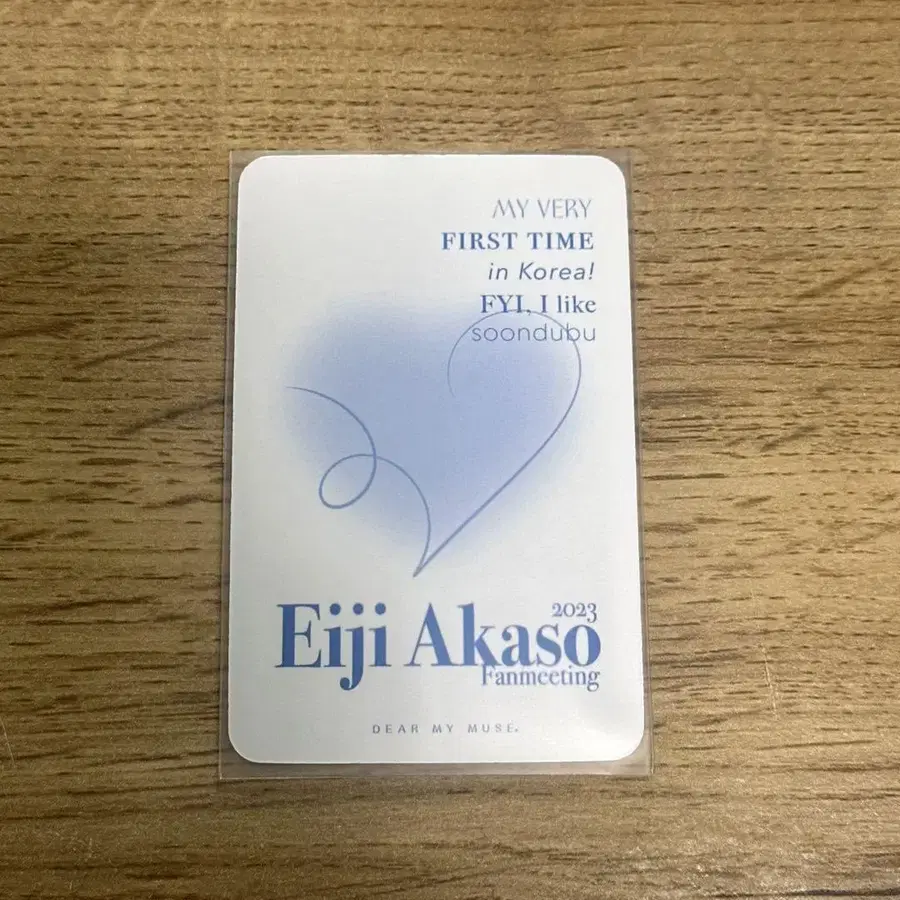 MY VERY
FIRST TIME
in Korea!
FYI, I like
soondubu
2023
Eiji Akaso
Fanmeeting
DEAR MY MUSE.